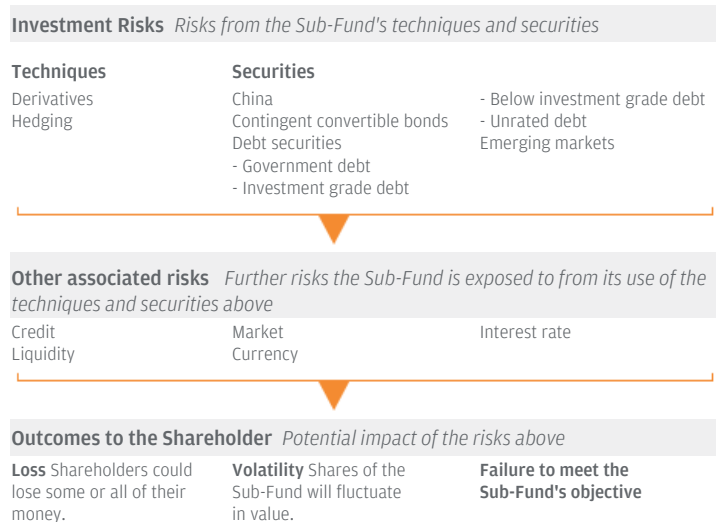 Investment Risks Risks from the Sub-Fund's techniques and securities
Techniques
Derivatives
Hedging
Securities
China
Contingent convertible bonds
Debt securities
- Government debt
- Investment grade debt
- Below investment grade debt
- Unrated debt
Emerging markets
Other associated risks Further risks the Sub-Fund is exposed to from its use of the
techniques and securities above
Credit
Liquidity
Market
Currency
Interest rate
Outcomes to the Shareholder Potential impact of the risks above
Loss Shareholders could
lose some or all of their
money.
Volatility Shares of the
Sub-Fund will fluctuate
in value.
Failure to meet the
Sub-Fund's objective